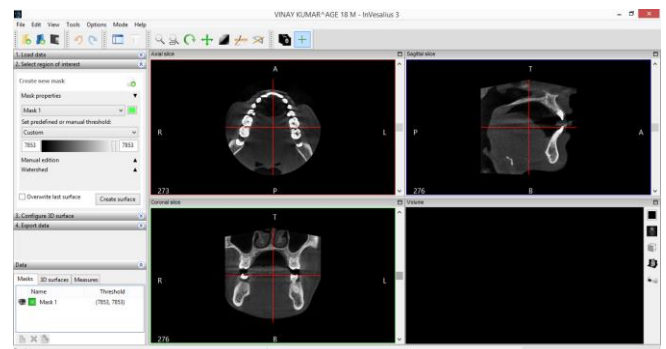 VINAY KUMAR^AGE 18 M - InVesalius 3
File Edit View Tools Options Mode Help
1. Load data
2. Select region of interest
Create new mask
Mask properties
Mask 1
Set predefined or manual threshold:
Custom
7853 7853
Manual edition
Watershed
Overwrite last surface Create surface
3. Configure 3D surface
4. Export data
Data
Masks 3D surfaces Measures
Name Threshold
Mask 1 (7853, 7853)
Axial slice
A
R L
273 P
Sagittal slice
T
P A
276 B
Coronal slice
T
R L
276 B
Volume